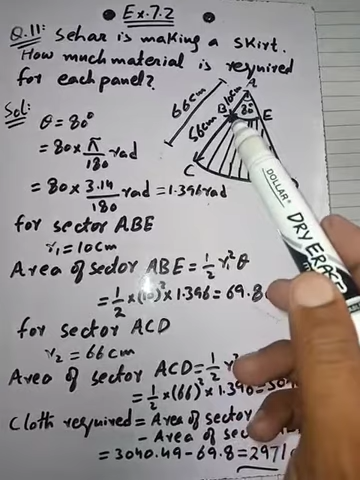 Ex.7.2
Q.11: Sehar is making a skirt.
How much material is required
for each panel?
Sol:
θ = 80°
= 80 × π/180 rad
= 80 × 3.14/180 rad = 1.396 rad
66cm
56cm
10cm
A
B
80°
E
C
for sector ABE
r₁ = 10cm
Area of sector ABE = 1/2 r₁² θ
= 1/2 × (10)² × 1.396 = 69.8
for sector ACD
r₂ = 66cm
Area of sector ACD = 1/2 r²
= 1/2 × (66)² × 1.396 =
Cloth required = Area of sector
- Area of
= 3040.49 - 69.8 = 2971
DOLLAR
DRY ERASE